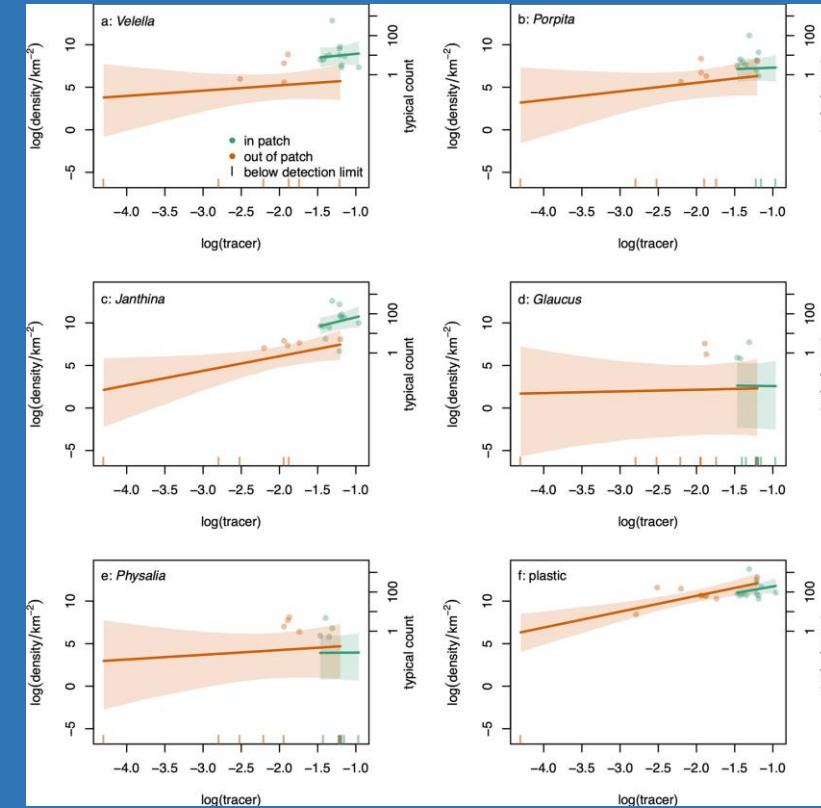 a: Velella
log(density/km−2)
10
5
0
−5
100
1
typical count
in patch
out of patch
below detection limit
−4.0 −3.5 −3.0 −2.5 −2.0 −1.5 −1.0
log(tracer)
b: Porpita
log(density/km−2)
10
5
0
−5
100
1
−4.0 −3.5 −3.0 −2.5 −2.0 −1.5 −1.0
log(tracer)
c: Janthina
log(density/km−2)
10
5
0
−5
100
1
typical count
−4.0 −3.5 −3.0 −2.5 −2.0 −1.5 −1.0
log(tracer)
d: Glaucus
log(density/km−2)
10
5
0
−5
100
1
−4.0 −3.5 −3.0 −2.5 −2.0 −1.5 −1.0
log(tracer)
e: Physalia
log(density/km−2)
10
5
0
−5
100
1
typical count
−4.0 −3.5 −3.0 −2.5 −2.0 −1.5 −1.0
log(tracer)
f: plastic
log(density/km−2)
10
5
0
−5
100
1
−4.0 −3.5 −3.0 −2.5 −2.0 −1.5 −1.0
log(tracer)